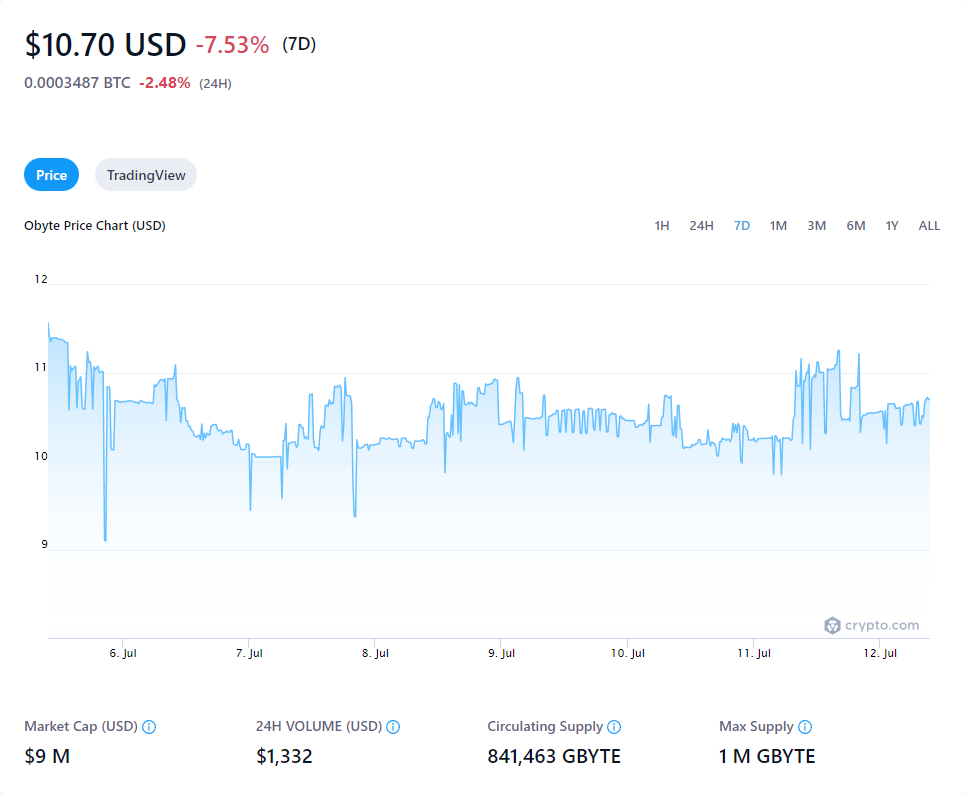 $10.70 USD -7.53% (7D)
0.0003487 BTC -2.48% (24H)
Price TradingView
Obyte Price Chart (USD) 1H 24H 7D 1M 3M 6M 1Y ALL
12
11
10
9
crypto.com
6. Jul 7. Jul 8. Jul 9. Jul 10. Jul 11. Jul 12. Jul
Market Cap (USD) 24H VOLUME (USD) Circulating Supply Max Supply
$9 M $1,332 841,463 GBYTE 1 M GBYTE